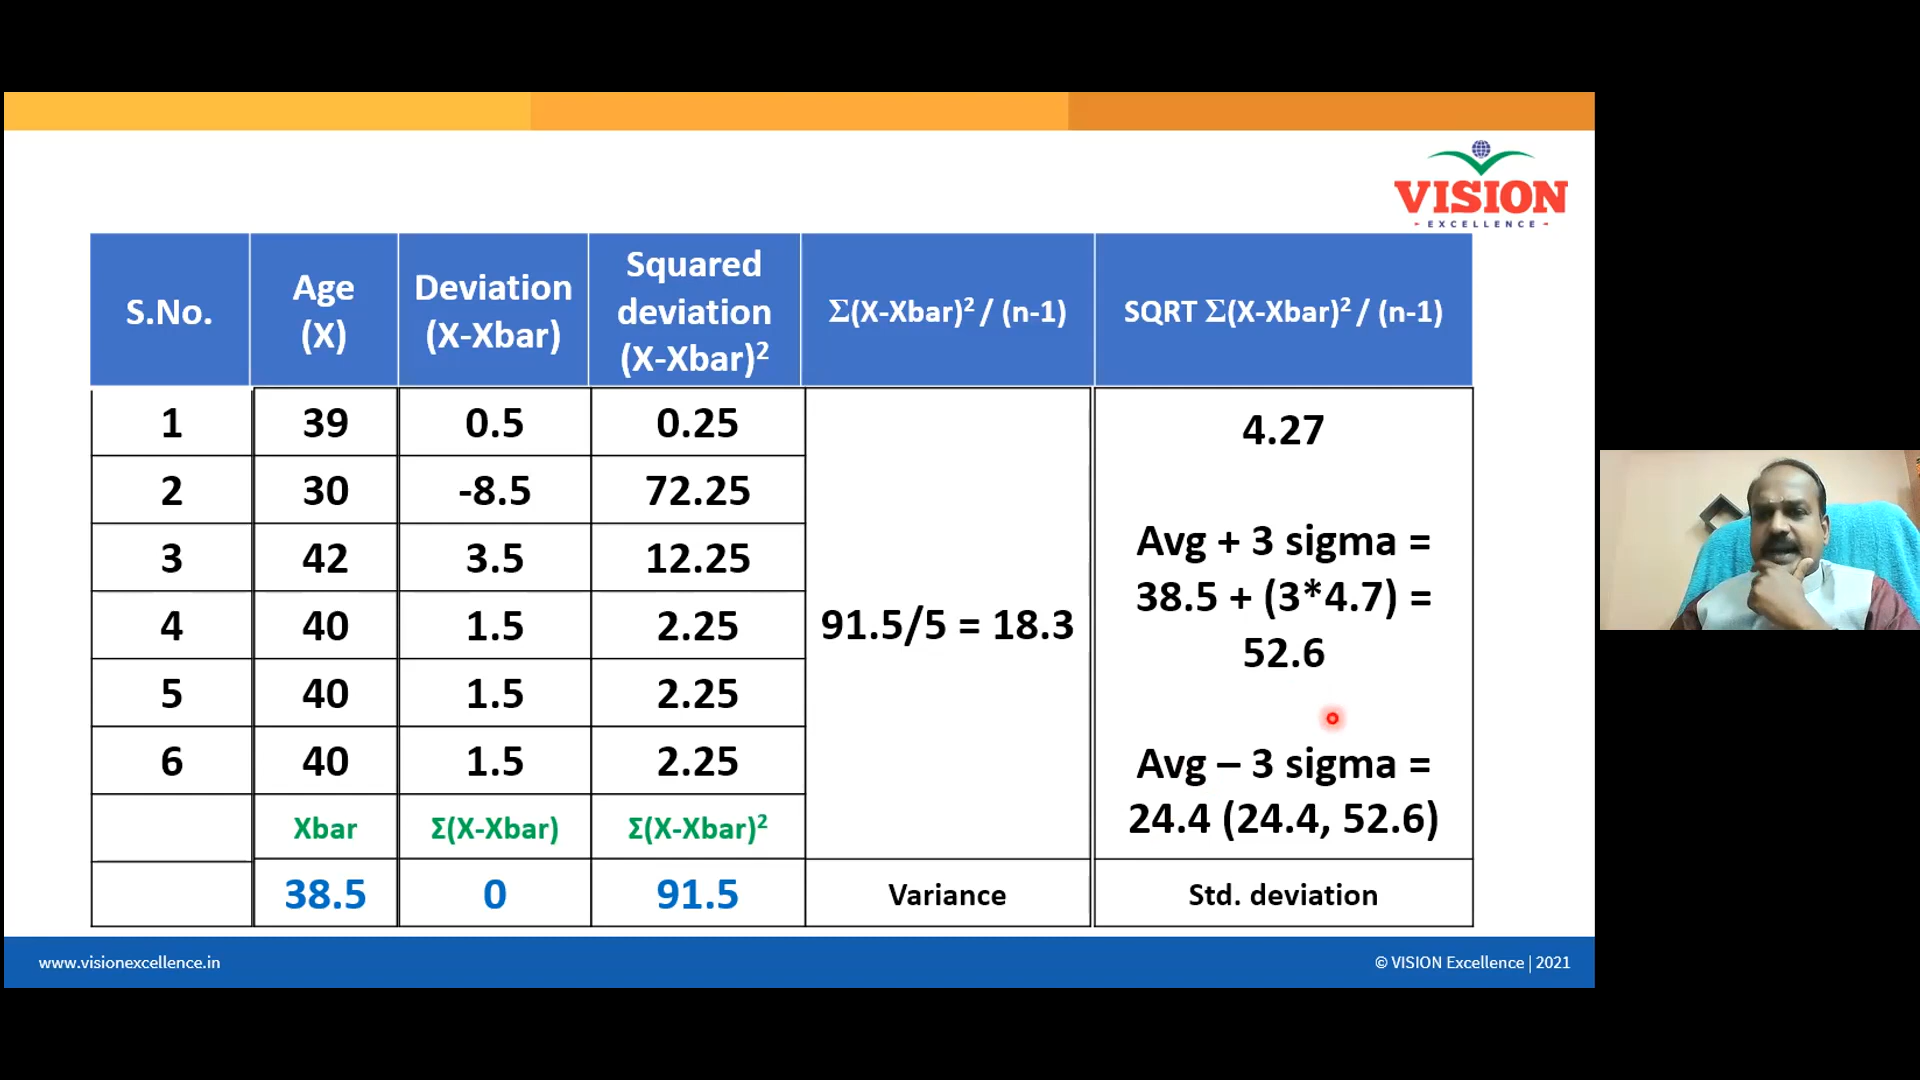 VISION
EXCELLENCE
S.No.
Age
(X)
Deviation
(X-Xbar)
Squared
deviation
(X-Xbar)²
Σ(X-Xbar)² / (n-1)
SQRT Σ(X-Xbar)² / (n-1)
1 39 0.5 0.25
2 30 -8.5 72.25
3 42 3.5 12.25
4 40 1.5 2.25
5 40 1.5 2.25
6 40 1.5 2.25
91.5/5 = 18.3
4.27
Avg + 3 sigma =
38.5 + (3*4.7) =
52.6
Avg – 3 sigma =
24.4 (24.4, 52.6)
Xbar Σ(X-Xbar) Σ(X-Xbar)²
38.5 0 91.5 Variance Std. deviation
www.visionexcellence.in
© VISION Excellence | 2021